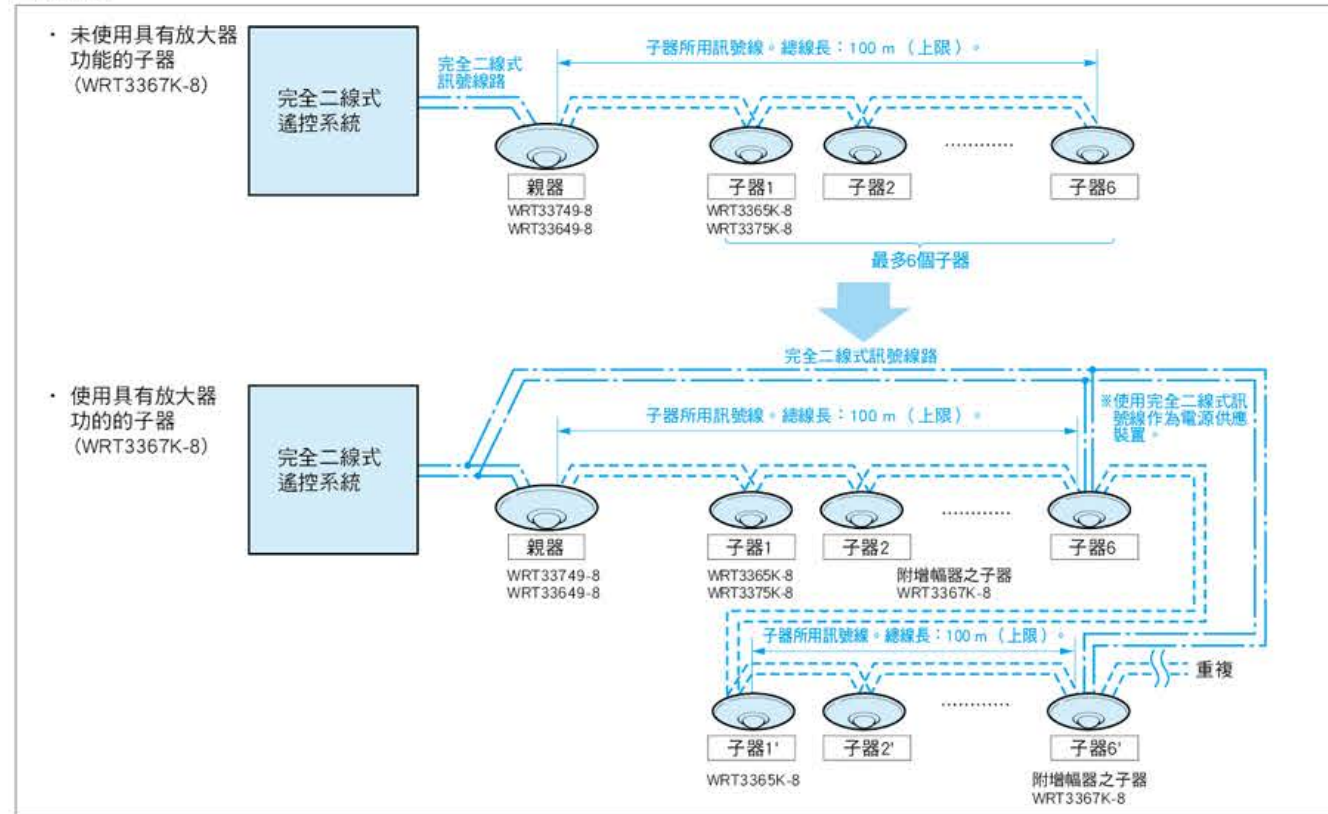 ・ 未使用具有放大器
功能的子器
(WRT3367K-8)
完全二線式
遙控系統
完全二線式
訊號線路
子器所用訊號線。總線長：100 m（上限）。
親器
WRT33749-8
WRT33649-8
子器1
WRT3365K-8
WRT3375K-8
子器2
............
子器6
最多6個子器
完全二線式訊號線路
・ 使用具有放大器
功的的子器
(WRT3367K-8)
完全二線式
遙控系統
子器所用訊號線。總線長：100 m（上限）。
※使用完全二線式訊
號線作為電源供應
裝置。
親器
WRT33749-8
WRT33649-8
子器1
WRT3365K-8
WRT3375K-8
子器2
............
子器6
附增幅器之子器
WRT3367K-8
子器所用訊號線。總線長：100 m（上限）。
重複
子器1'
WRT3365K-8
子器2'
............
子器6'
附增幅器之子器
WRT3367K-8